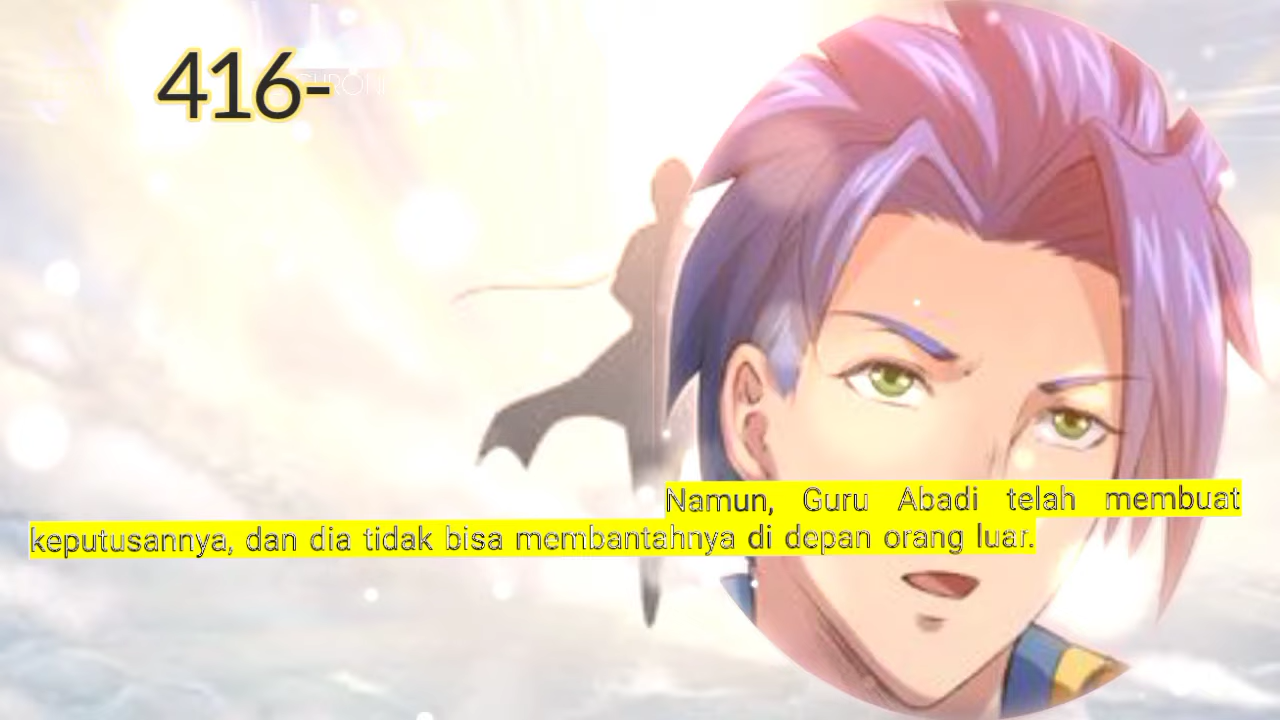 416-
Namun, Guru Abadi telah membuat
keputusannya, dan dia tidak bisa membantahnya di depan orang luar.